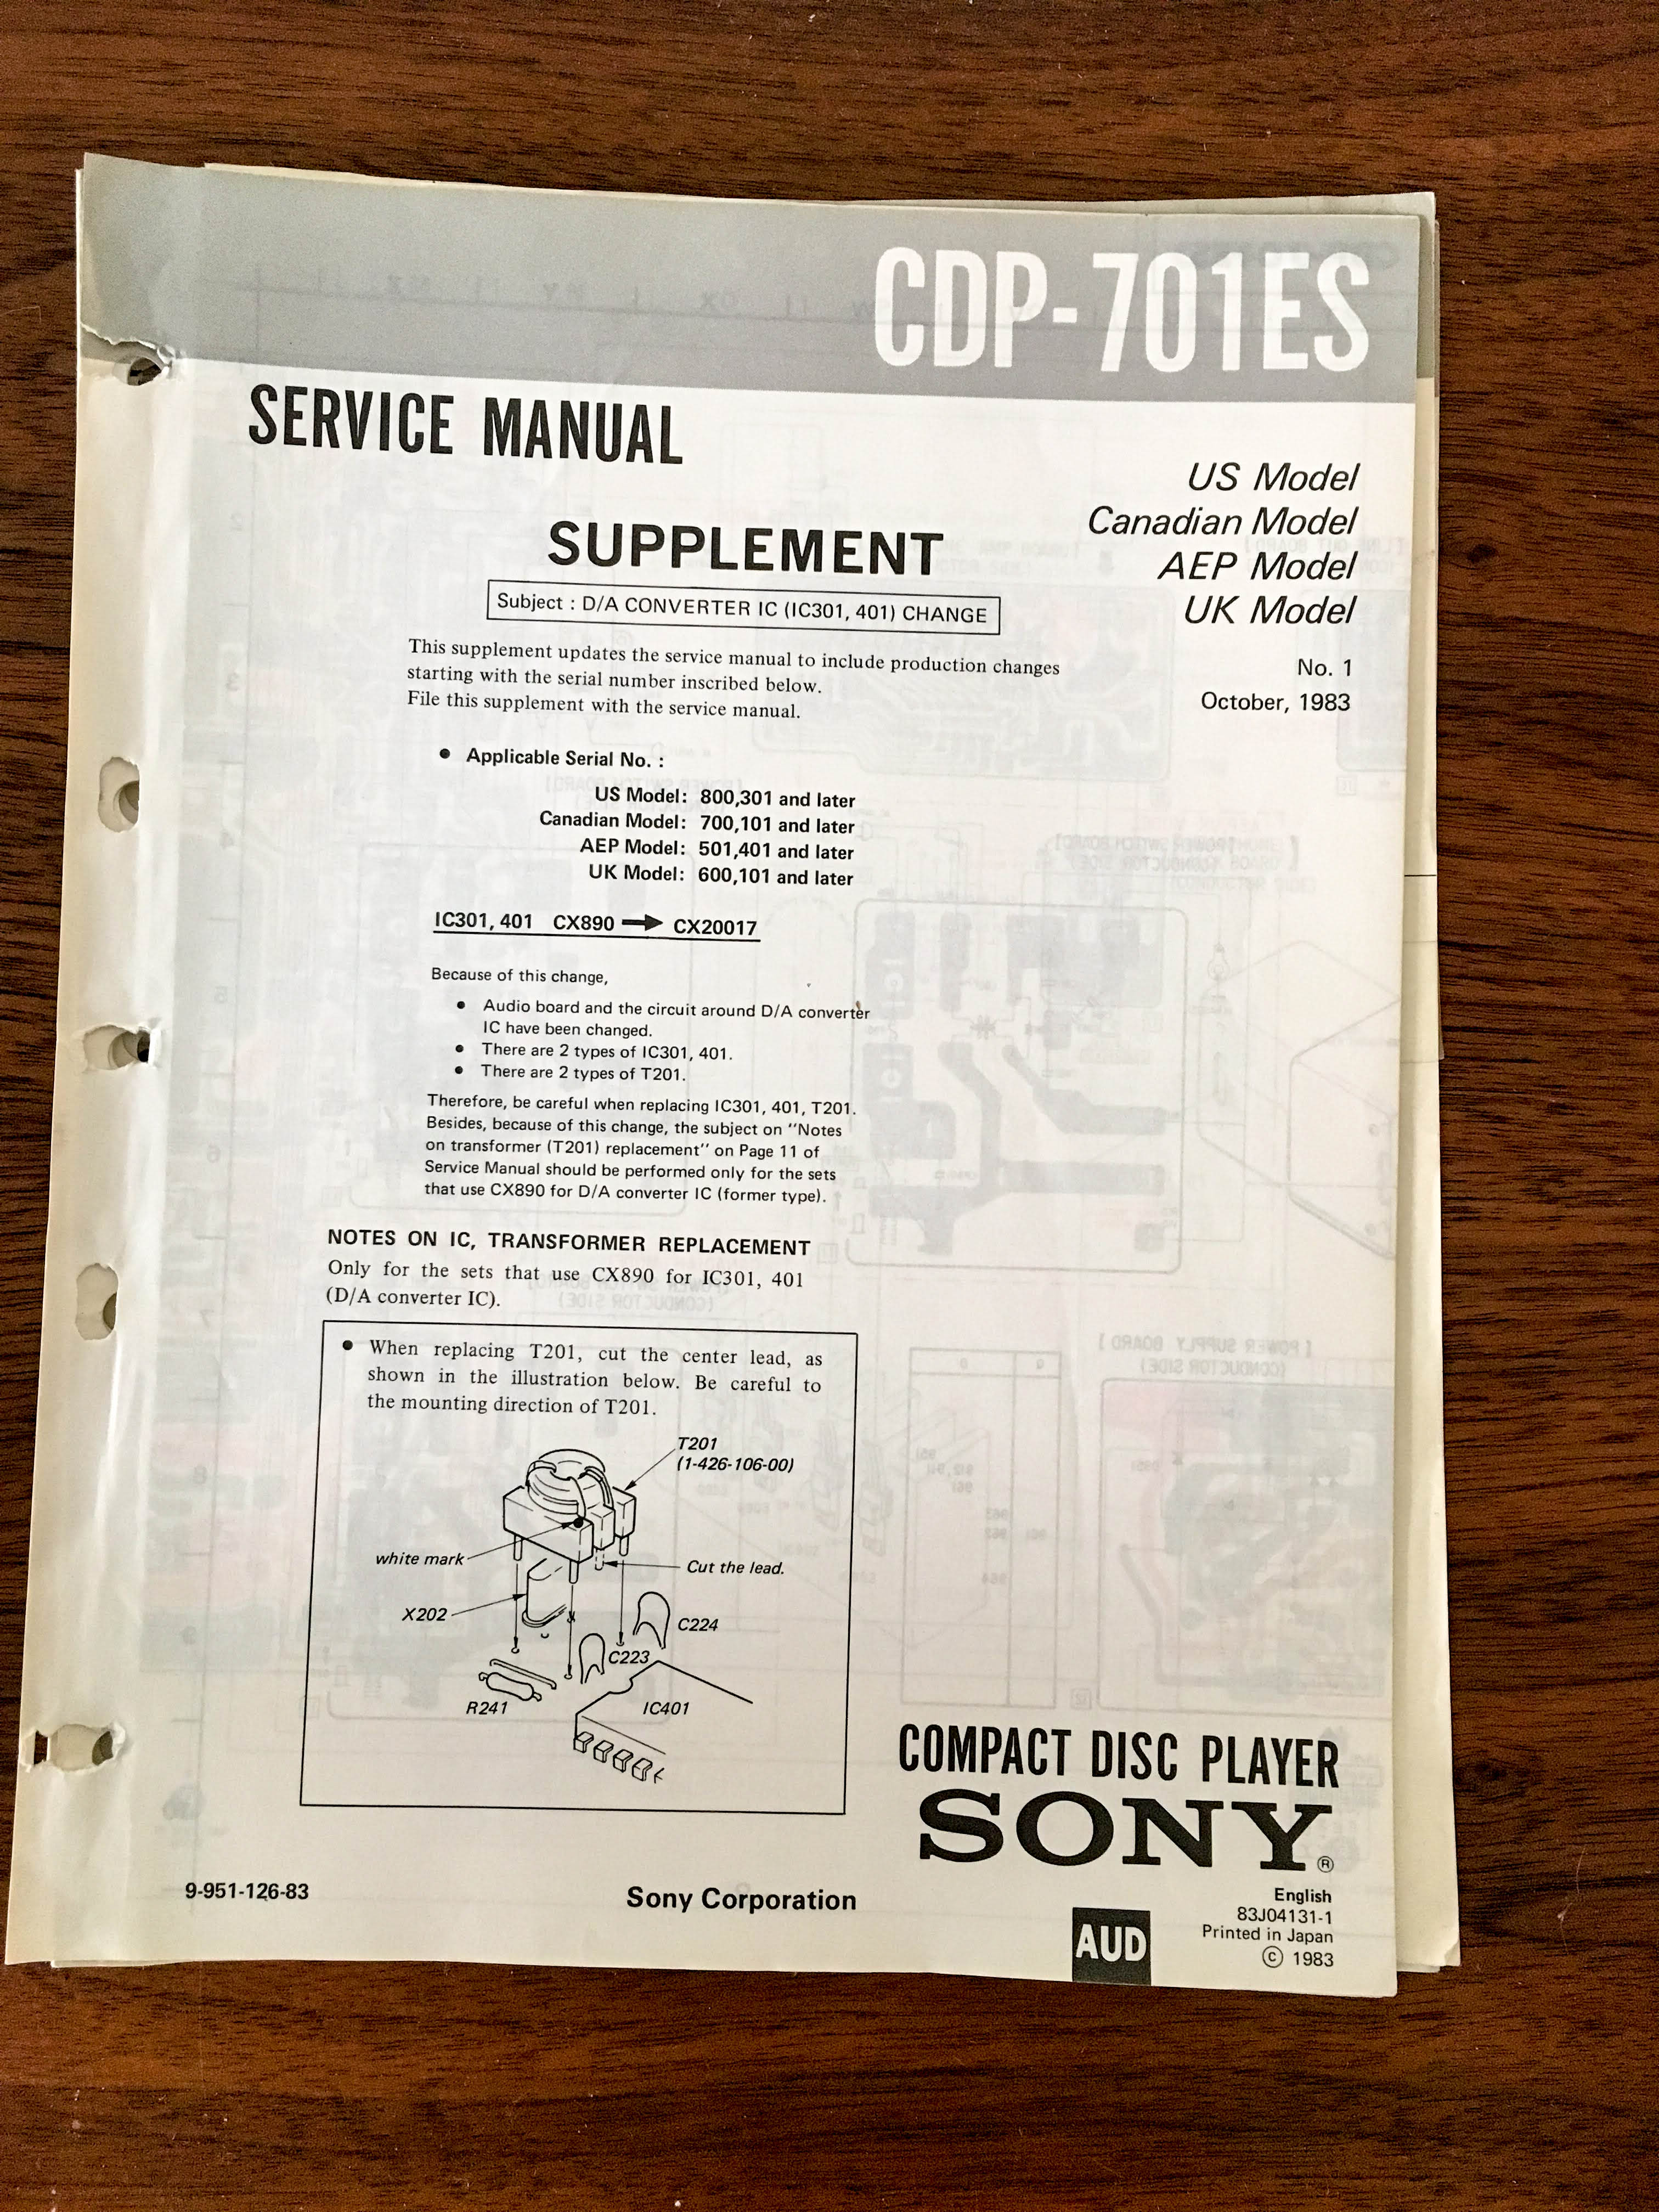 CDP-701ES
SERVICE MANUAL
US Model
Canadian Model
AEP Model
UK Model
No. 1
October, 1983
SUPPLEMENT
Subject : D/A CONVERTER IC (IC301, 401) CHANGE
This supplement updates the service manual to include production changes
starting with the serial number inscribed below.
File this supplement with the service manual.
● Applicable Serial No. :
US Model: 800,301 and later
Canadian Model: 700,101 and later
AEP Model: 501,401 and later
UK Model: 600,101 and later
IC301, 401 CX890 → CX20017
Because of this change,
● Audio board and the circuit around D/A converter
IC have been changed.
● There are 2 types of IC301, 401.
● There are 2 types of T201.
Therefore, be careful when replacing IC301, 401, T201.
Besides, because of this change, the subject on "Notes
on transformer (T201) replacement" on Page 11 of
Service Manual should be performed only for the sets
that use CX890 for D/A converter IC (former type).
NOTES ON IC, TRANSFORMER REPLACEMENT
Only for the sets that use CX890 for IC301, 401
(D/A converter IC).
● When replacing T201, cut the center lead, as
shown in the illustration below. Be careful to
the mounting direction of T201.
T201
(1-426-106-00)
white mark
Cut the lead.
X202
C224
C223
R241
IC401
COMPACT DISC PLAYER
SONY®
9-951-126-83
Sony Corporation
AUD
English
83J04131-1
Printed in Japan
© 1983